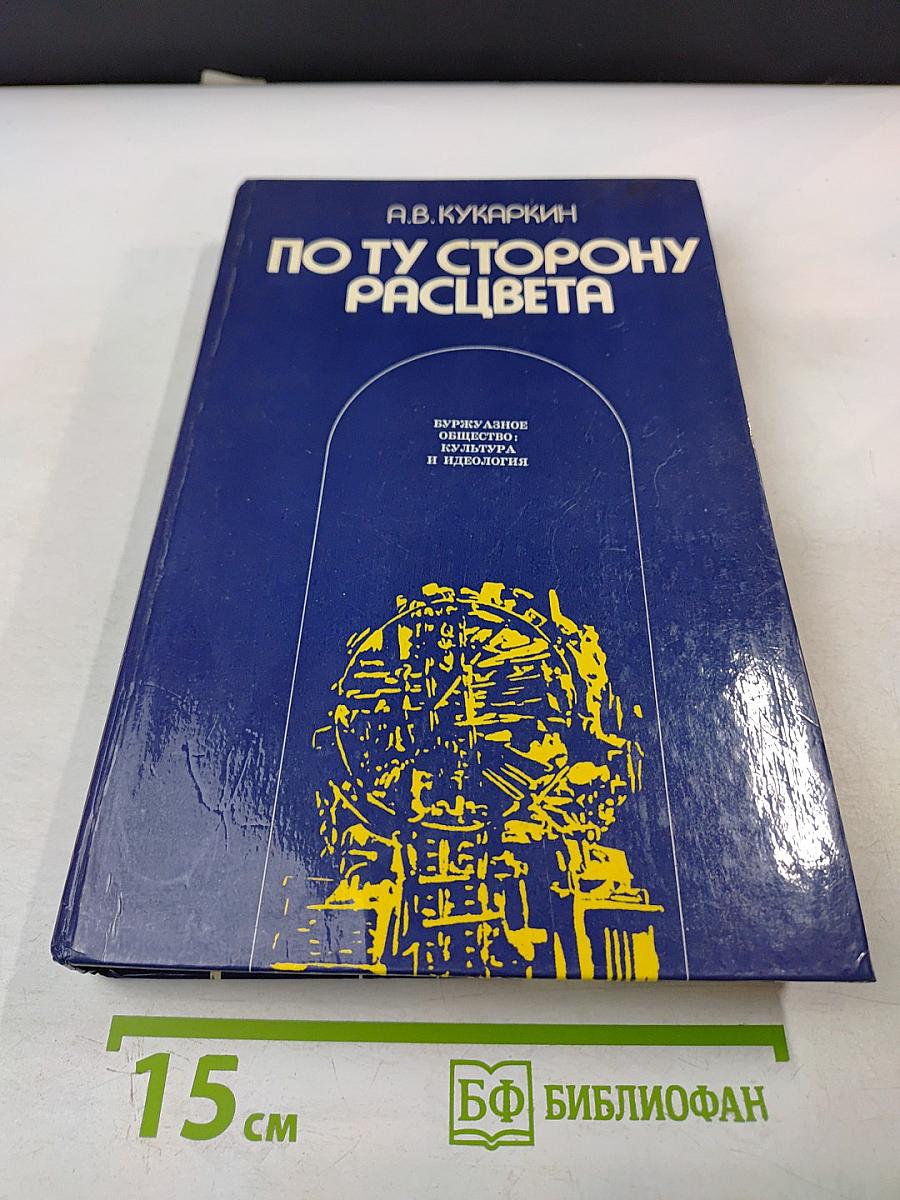 А.В. КУКАРКИН
ПО ТУ СТОРОНУ
РАСЦВЕТА
БУРЖУАЗНОЕ
ОБЩЕСТВО:
КУЛЬТУРА
И ИДЕОЛОГИЯ
15 см
БФ БИБЛИОФАН